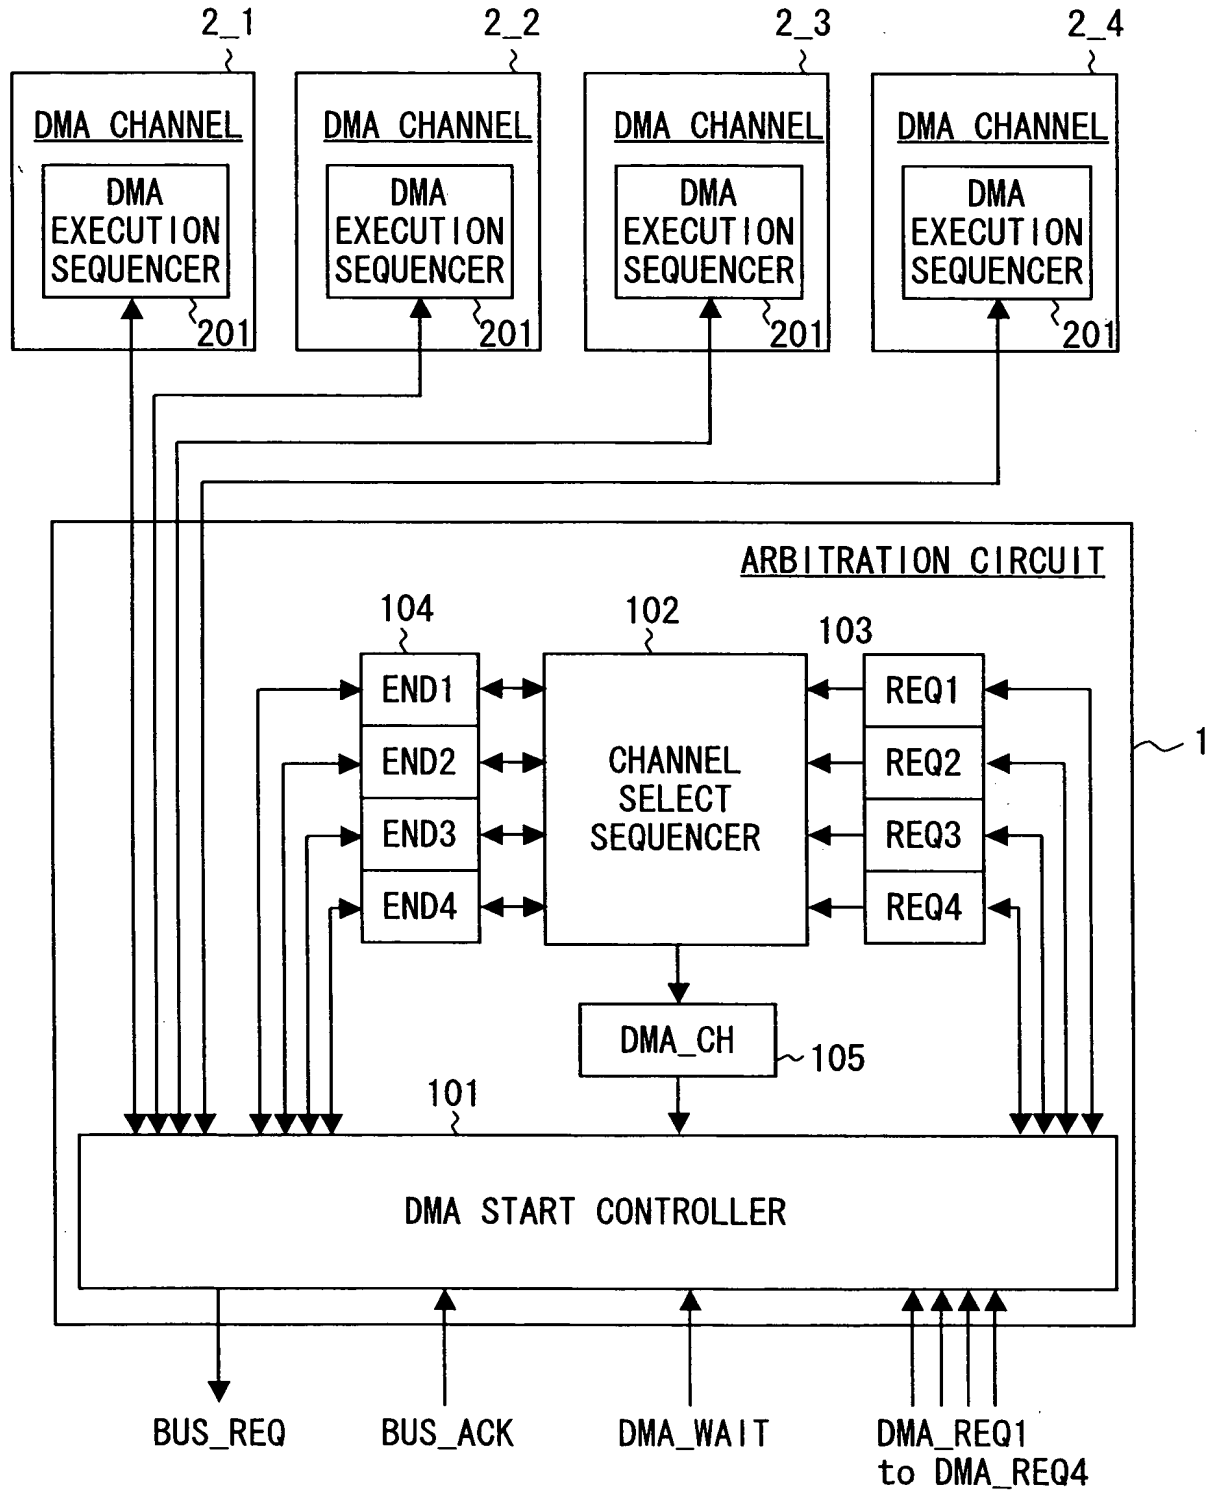 2_1
2_2
2_3
2_4
DMA CHANNEL
DMA CHANNEL
DMA CHANNEL
DMA CHANNEL
DMA
EXECUTION
SEQUENCER
DMA
EXECUTION
SEQUENCER
DMA
EXECUTION
SEQUENCER
DMA
EXECUTION
SEQUENCER
201
201
201
201
ARBITRATION CIRCUIT
104
102
103
END1
END2
END3
END4
CHANNEL
SELECT
SEQUENCER
REQ1
REQ2
REQ3
REQ4
1
DMA_CH
105
101
DMA START CONTROLLER
BUS_REQ
BUS_ACK
DMA_WAIT
DMA_REQ1
to DMA_REQ4